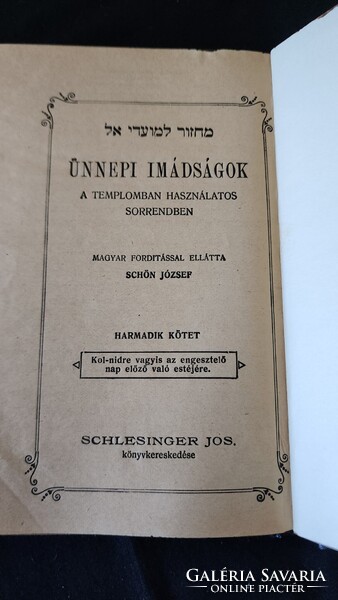 מחזור למועדי אל
ÜNNEPI IMÁDSÁGOK
A TEMPLOMBAN HASZNÁLATOS
SORRENDBEN
MAGYAR FORDITÁSSAL ELLÁTTA
SCHÖN JÓZSEF
HARMADIK KÖTET
Kol-nidre vagyis az engesztelő
nap előző való estéjére.
SCHLESINGER JOS.
könyvkereskedése
GALÉRIA SAVARIA
ONLINE PIACTÉR